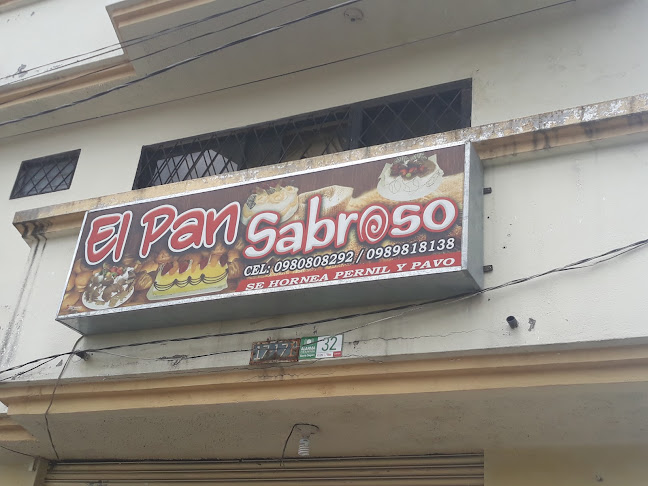 El Pan Sabroso
CEL: 0980808292 / 0989818138
SE HORNEA PERNIL Y PAVO
32